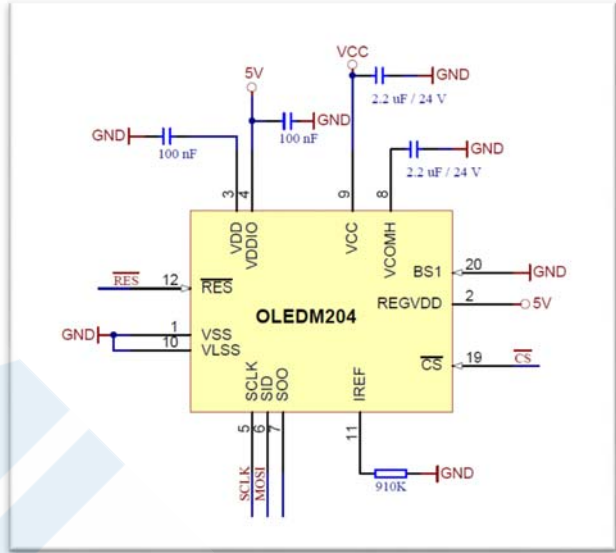 VCC
5V
GND
2.2 uF / 24 V
GND
100 nF
GND
100 nF
GND
2.2 uF / 24 V
3
4
9
8
VDD
VDDIO
VCC
VCOMH
RES
12
RES
BS1
20
GND
REGVDD
2
5V
OLEDM204
GND
1
VSS
10
VLSS
CS
19
CS
SCLK
SID
SOO
IREF
5
6
7
11
SCLK
MOSI
910K
GND